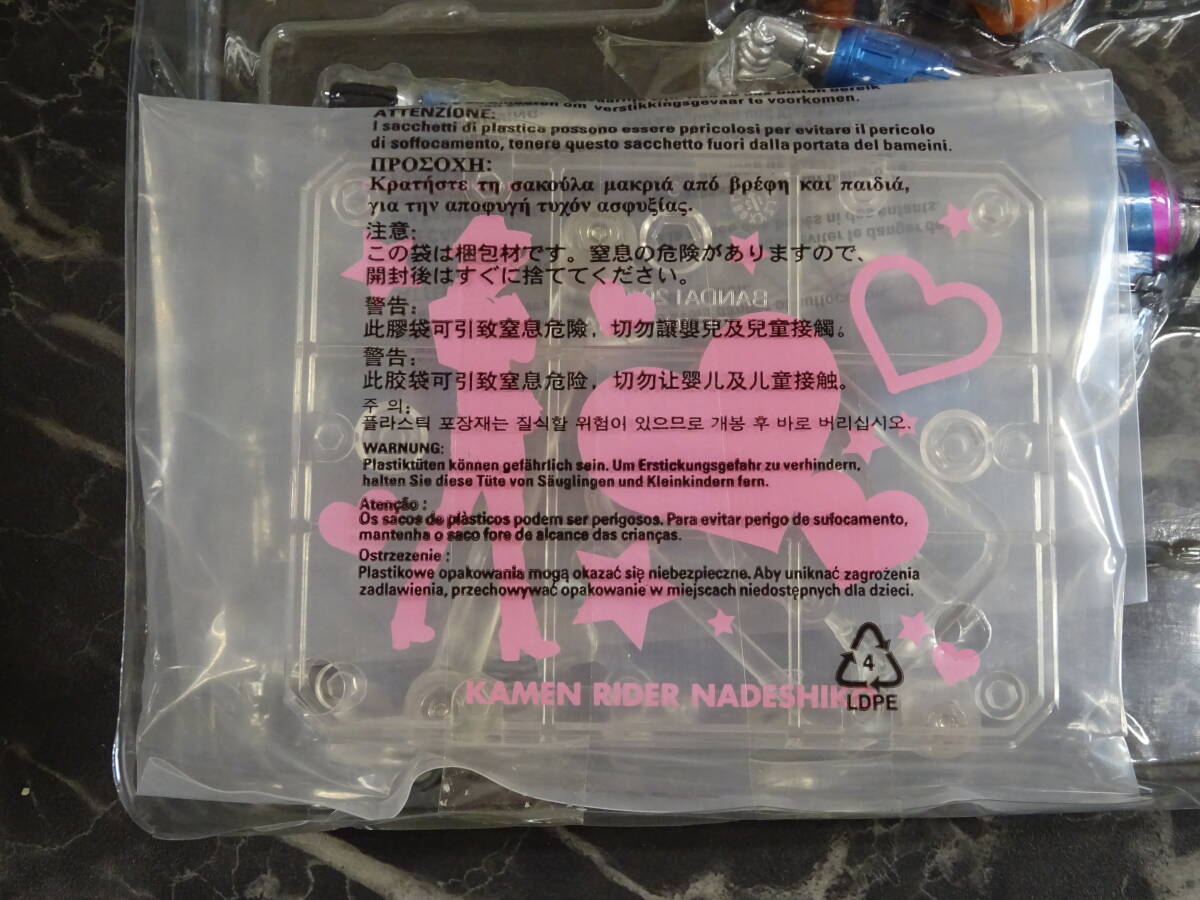 verstikkingsgevaar te voorkomen.
ATTENZIONE:
I sacchetti di plastica possono essere pericolosi per evitare il pericolo
di soffocamento, tenere questo sacchetto fuori dalla portata del bameini.
ΠΡΟΣΟΧΗ:
Κρατήστε τη σακούλα μακριά από βρέφη και παιδιά,
για την αποφυγή τυχόν ασφυξίας.
注意:
この袋は梱包材です。窒息の危険がありますので、
開封後はすぐに捨ててください。
警告:
此膠袋可引致窒息危險，切勿讓嬰兒及兒童接觸。
警告:
此胶袋可引致窒息危险，切勿让婴儿及儿童接触。
주 의:
플라스틱 포장재는 질식할 위험이 있으므로 개봉 후 바로 버리십시오.
WARNUNG:
Plastiktüten können gefährlich sein. Um Erstickungsgefahr zu verhindern,
halten Sie diese Tüte von Säuglingen und Kleinkindern fern.
Atenção :
Os sacos de plàsticos podem ser perigosos. Para evitar perigo de sufocamento,
mantenha o saco fore de alcance das crianças.
Ostrzezenie :
Plastikowe opakowania mogą okazać się niebezpieczne. Aby uniknać zagrożenia
zadlawienia, przechowywać opakowanie w miejscach niedostępnych dla dzieci.
BANDAI
4
LDPE
KAMEN RIDER NADESHIKO